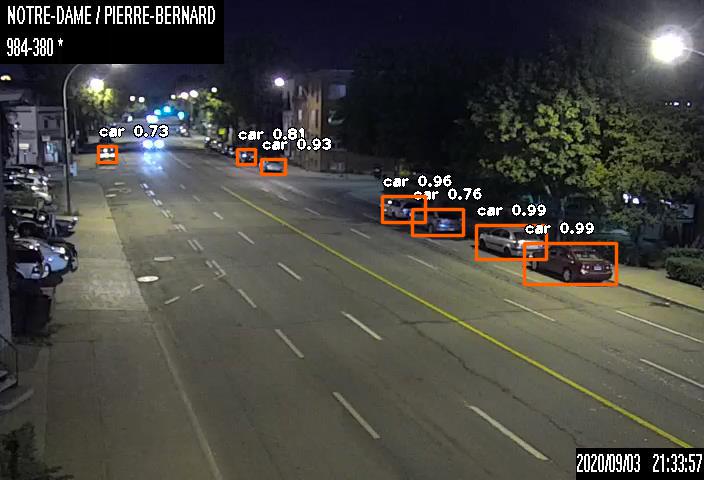 NOTRE-DAME / PIERRE-BERNARD
984-380 *
car 0.73
car 0.81
car 0.93
car 0.96
car 0.76
car 0.99
car 0.99
2020/09/03 21:33:57